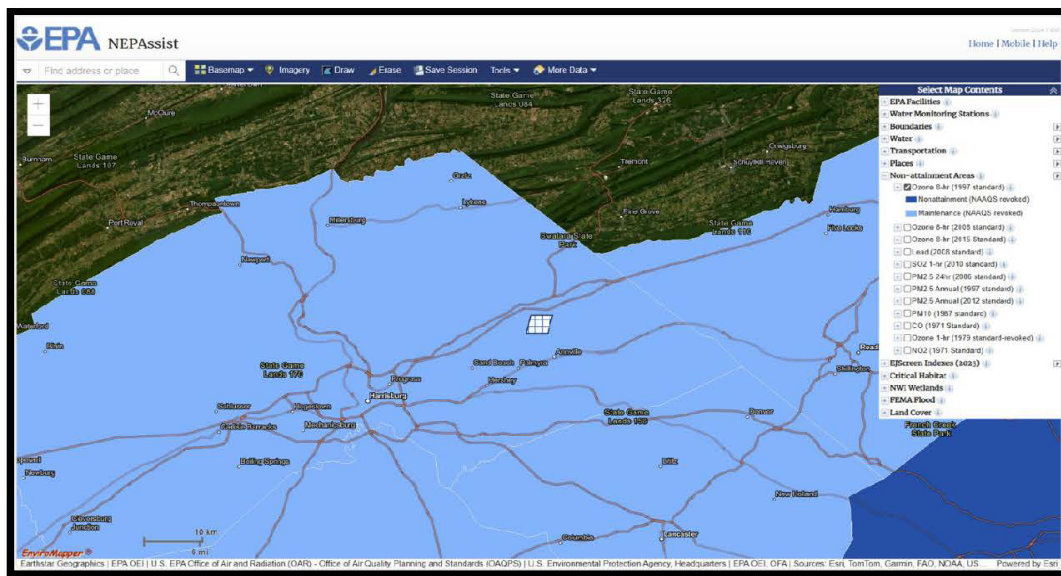 EPA NEPAssist
Home | Mobile | Help
Find address or place
Basemap
Imagery
Draw
Erase
Save Session
Tools
More Data
Select Map Contents
EPA Facilities
Water Monitoring Stations
Boundaries
Water
Transportation
Places
Non-attainment Areas
Ozone 8-hr (1997 standard)
Nonattainment (NAAQS revoked)
Maintenance (NAAQS revoked)
Ozone 8-hr (2008 standard)
Ozone 8-hr (2015 Standard)
Lead (2008 standard)
SO2 1-hr (2010 standard)
PM2.5 24hr (2006 standard)
PM2.5 Annual (1997 standard)
PM2.5 Annual (2012 standard)
PM10 (1987 standard)
CO (1971 Standard)
Ozone 1-hr (1979 standard-revoked)
NO2 (1971 Standard)
EJScreen Indexes (2023)
Critical Habitat
NWI Wetlands
FEMA Flood
Land Cover
McClure
State Game
Lands 084
State Game
Lands 326
Burnham
State Game
Lands 107
Tremont
Schuylkill Haven
Orwigsburg
Port Royal
Thompsontown
Gratz
Lykens
Millersburg
Pine Grove
State Game
Lands 110
Hamburg
Swatara State
Park
Newport
State Game
Blain
Annville
Sand Beach
Palmyra
Hershey
State Game
Lands 170
Progress
Harrisburg
Schlusser
Hogestown
Carlisle Barracks
Mechanicsburg
Boiling Springs
State Game
Lands 156
Denver
Shillington
French Creek
State Park
Newburg
Lititz
New Holland
Shippensburg
Junction
Columbia
Lancaster
10 km
6 mi
EnviroMapper ®
Earthstar Geographics | EPA OEI | U.S. EPA Office of Air and Radiation (OAR) - Office of Air Quality Planning and Standards (OAQPS) | U.S. Environmental Protection Agency, Headquarters | EPA OEI, OFA | Sources: Esri, TomTom, Garmin, FAO, NOAA, US...
Powered by Esri